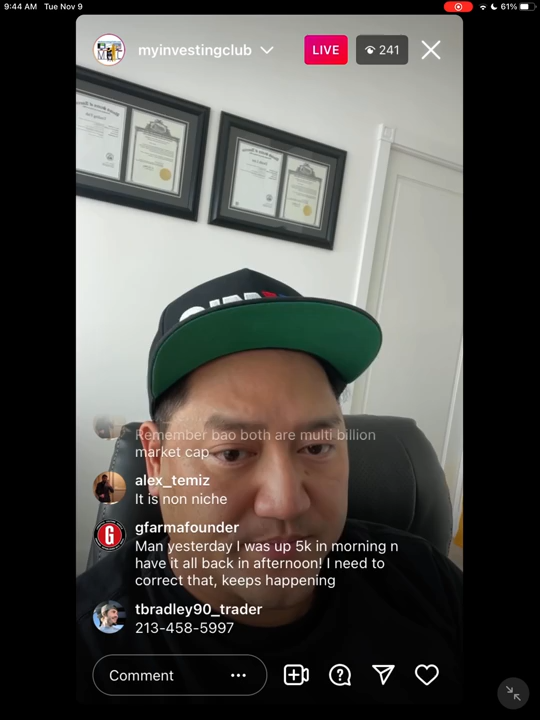 9:44 AM Tue Nov 9
61%
myinvestingclub
LIVE
241
Remember bao both are multi billion
market cap
alex_temiz
It is non niche
gfarmafounder
Man yesterday I was up 5k in morning n
have it all back in afternoon! I need to
correct that, keeps happening
tbradley90_trader
213-458-5997
Comment